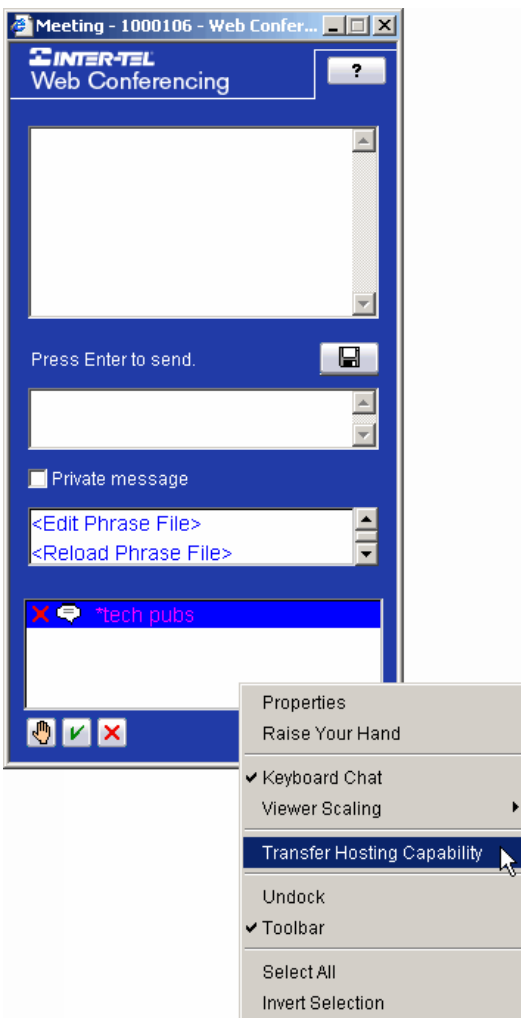 Meeting - 1000106 - Web Confer...
INTER-TEL
Web Conferencing
?
Press Enter to send.
Private message
<Edit Phrase File>
<Reload Phrase File>
*tech pubs
Properties
Raise Your Hand
Keyboard Chat
Viewer Scaling
Transfer Hosting Capability
Undock
Toolbar
Select All
Invert Selection